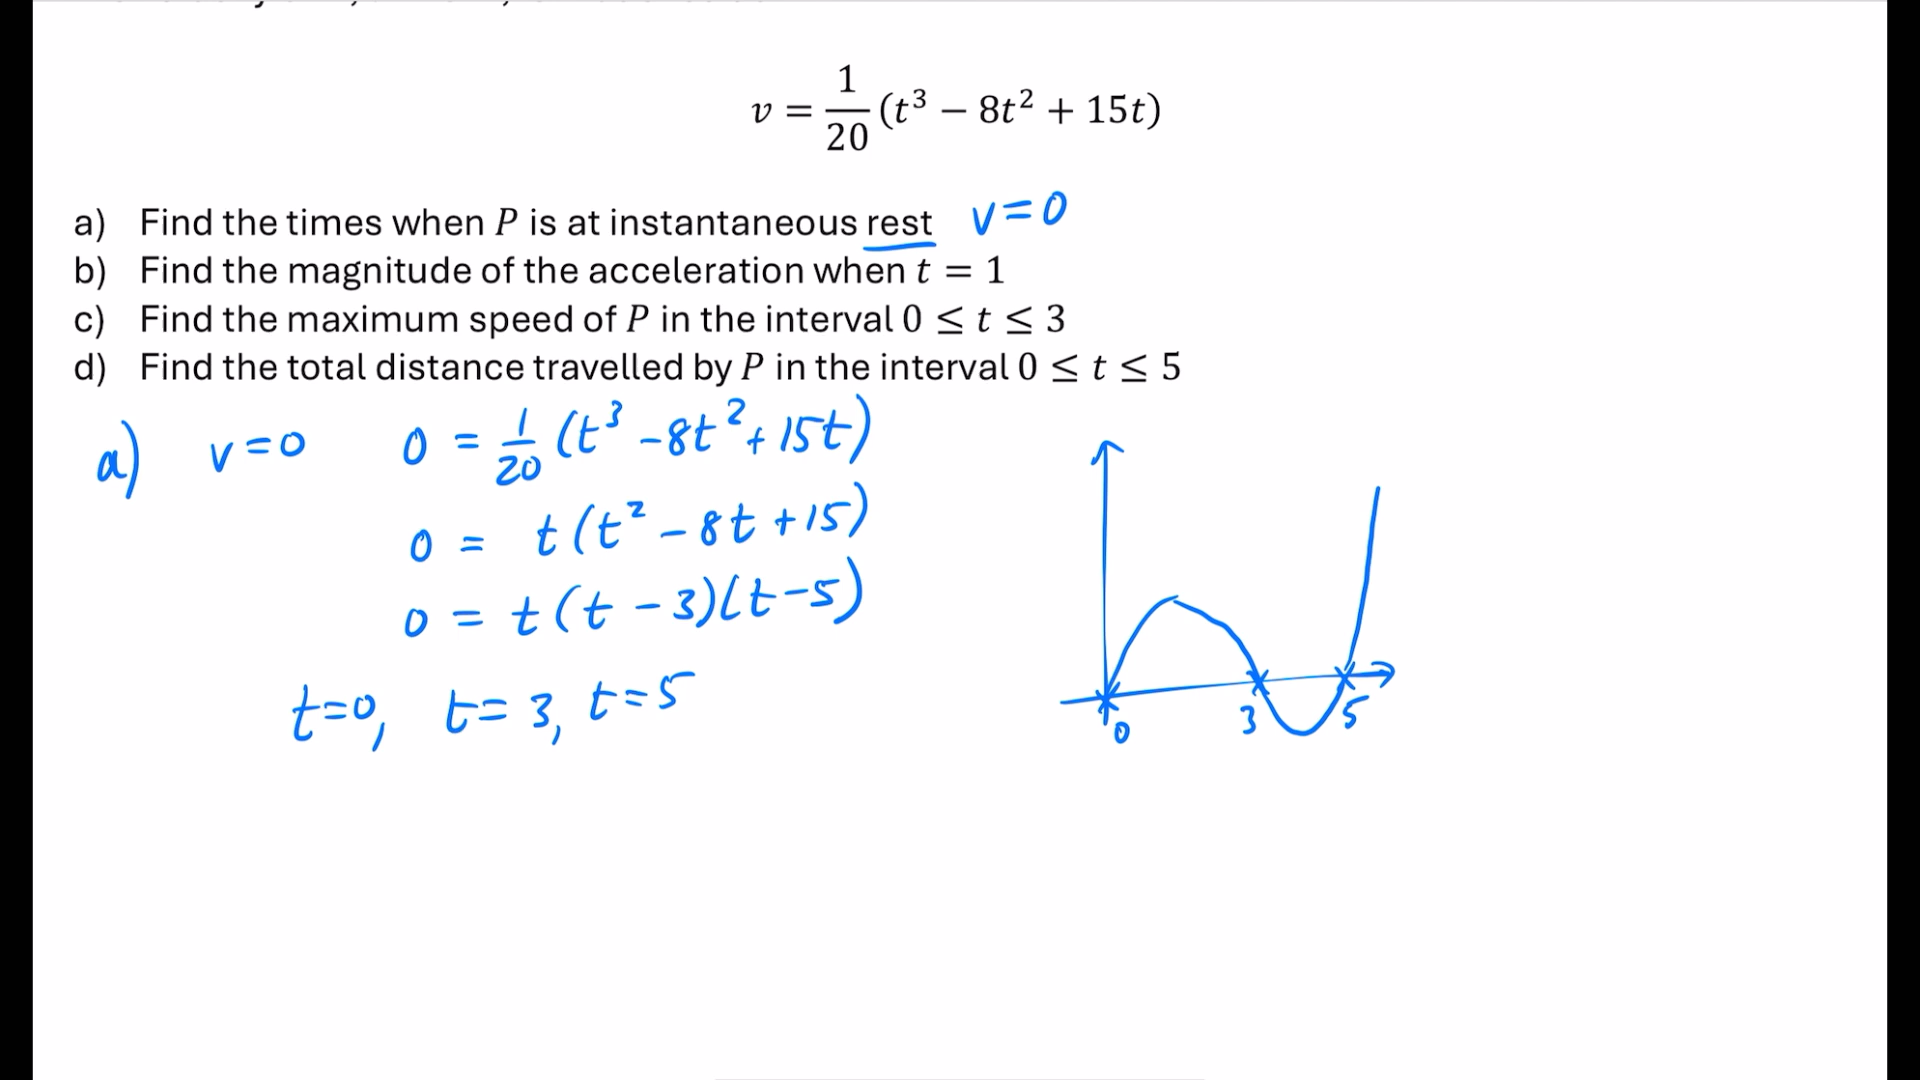 v = 1/20 (t³ − 8t² + 15t)
a) Find the times when P is at instantaneous rest v=0
b) Find the magnitude of the acceleration when t = 1
c) Find the maximum speed of P in the interval 0 ≤ t ≤ 3
d) Find the total distance travelled by P in the interval 0 ≤ t ≤ 5
a) v=0 0 = 1/20 (t³ −8t² + 15t)
0 = t(t² − 8t +15)
0 = t(t − 3)(t−5)
t=0, t= 3, t=5
0 3 5